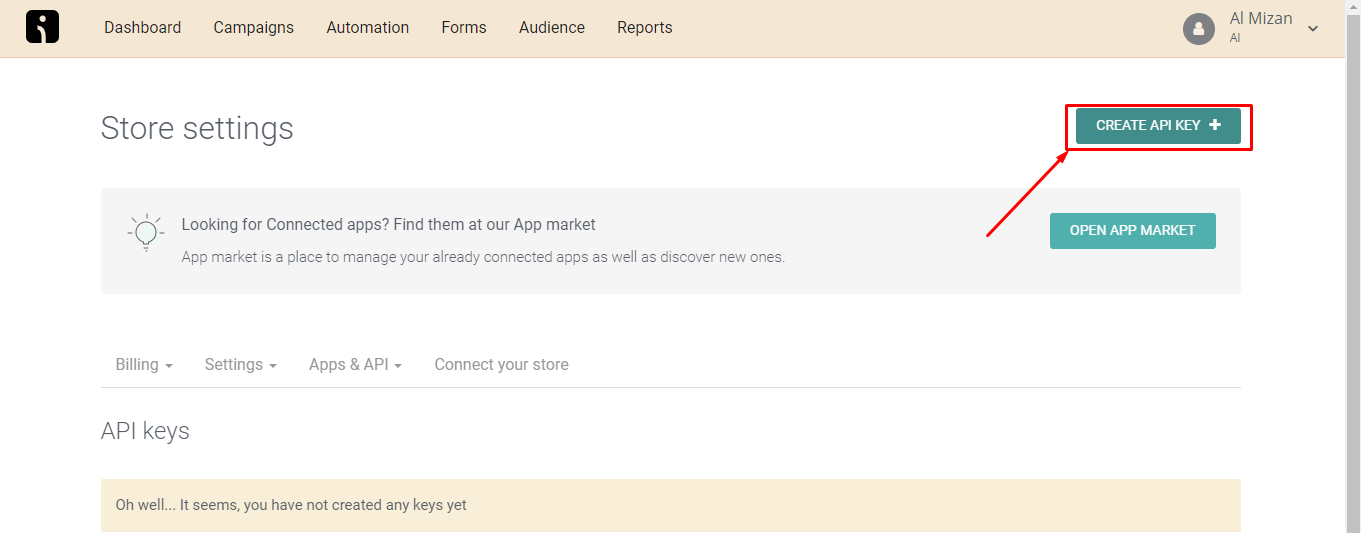 Dashboard Campaigns Automation Forms Audience Reports
Al Mizan
AI
Store settings
CREATE API KEY +
Looking for Connected apps? Find them at our App market
App market is a place to manage your already connected apps as well as discover new ones.
OPEN APP MARKET
Billing Settings Apps & API Connect your store
API keys
Oh well... It seems, you have not created any keys yet